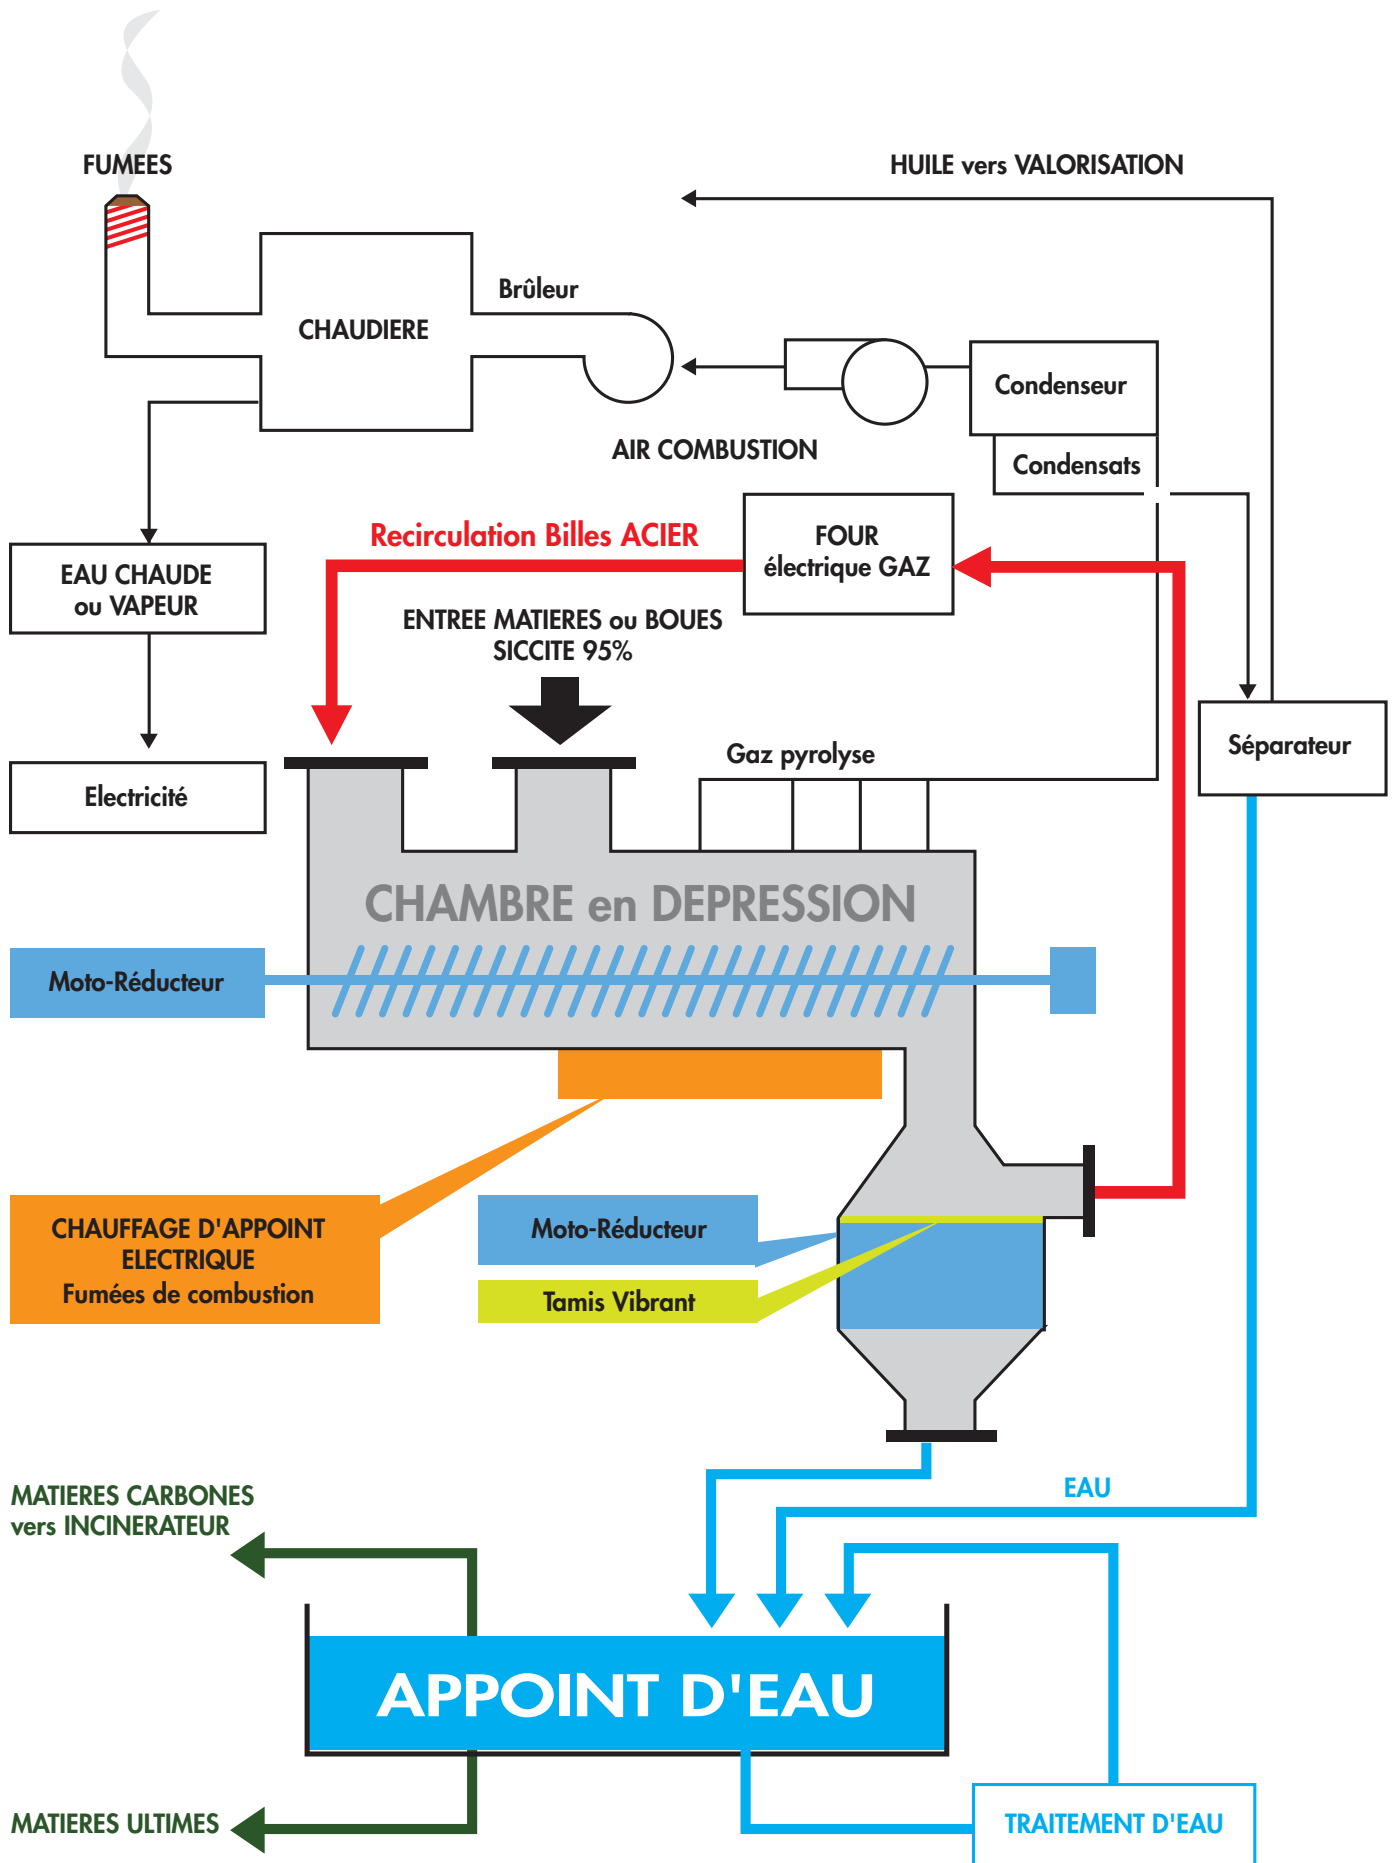 FUMEES
HUILE vers VALORISATION
Brûleur
CHAUDIERE
Condenseur
AIR COMBUSTION
Condensats
Recirculation Billes ACIER
FOUR
électrique GAZ
EAU CHAUDE
ou VAPEUR
ENTREE MATIERES ou BOUES
SICCITE 95%
Gaz pyrolyse
Séparateur
Electricité
CHAMBRE en DEPRESSION
Moto-Réducteur
CHAUFFAGE D'APPOINT
ELECTRIQUE
Fumées de combustion
Moto-Réducteur
Tamis Vibrant
EAU
MATIERES CARBONES
vers INCINERATEUR
APPOINT D'EAU
MATIERES ULTIMES
TRAITEMENT D'EAU